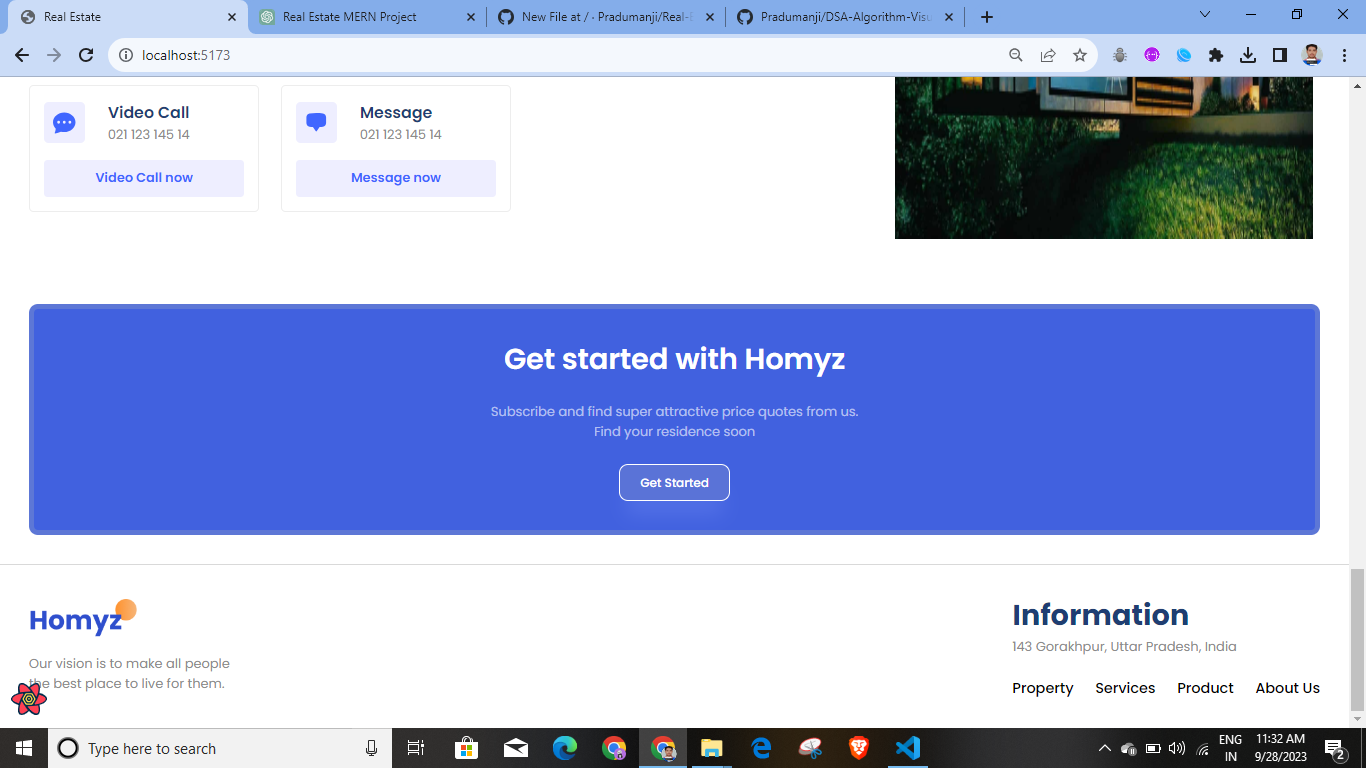 Real Estate
Real Estate MERN Project
New File at / · Pradumanji/Real-E
Pradumanji/DSA-Algorithm-Visu
localhost:5173
Video Call
021 123 145 14
Video Call now
Message
021 123 145 14
Message now
Get started with Homyz
Subscribe and find super attractive price quotes from us.
Find your residence soon
Get Started
Homyz
Our vision is to make all people
the best place to live for them.
Information
143 Gorakhpur, Uttar Pradesh, India
Property Services Product About Us
Type here to search
ENG
IN
11:32 AM
9/28/2023
2